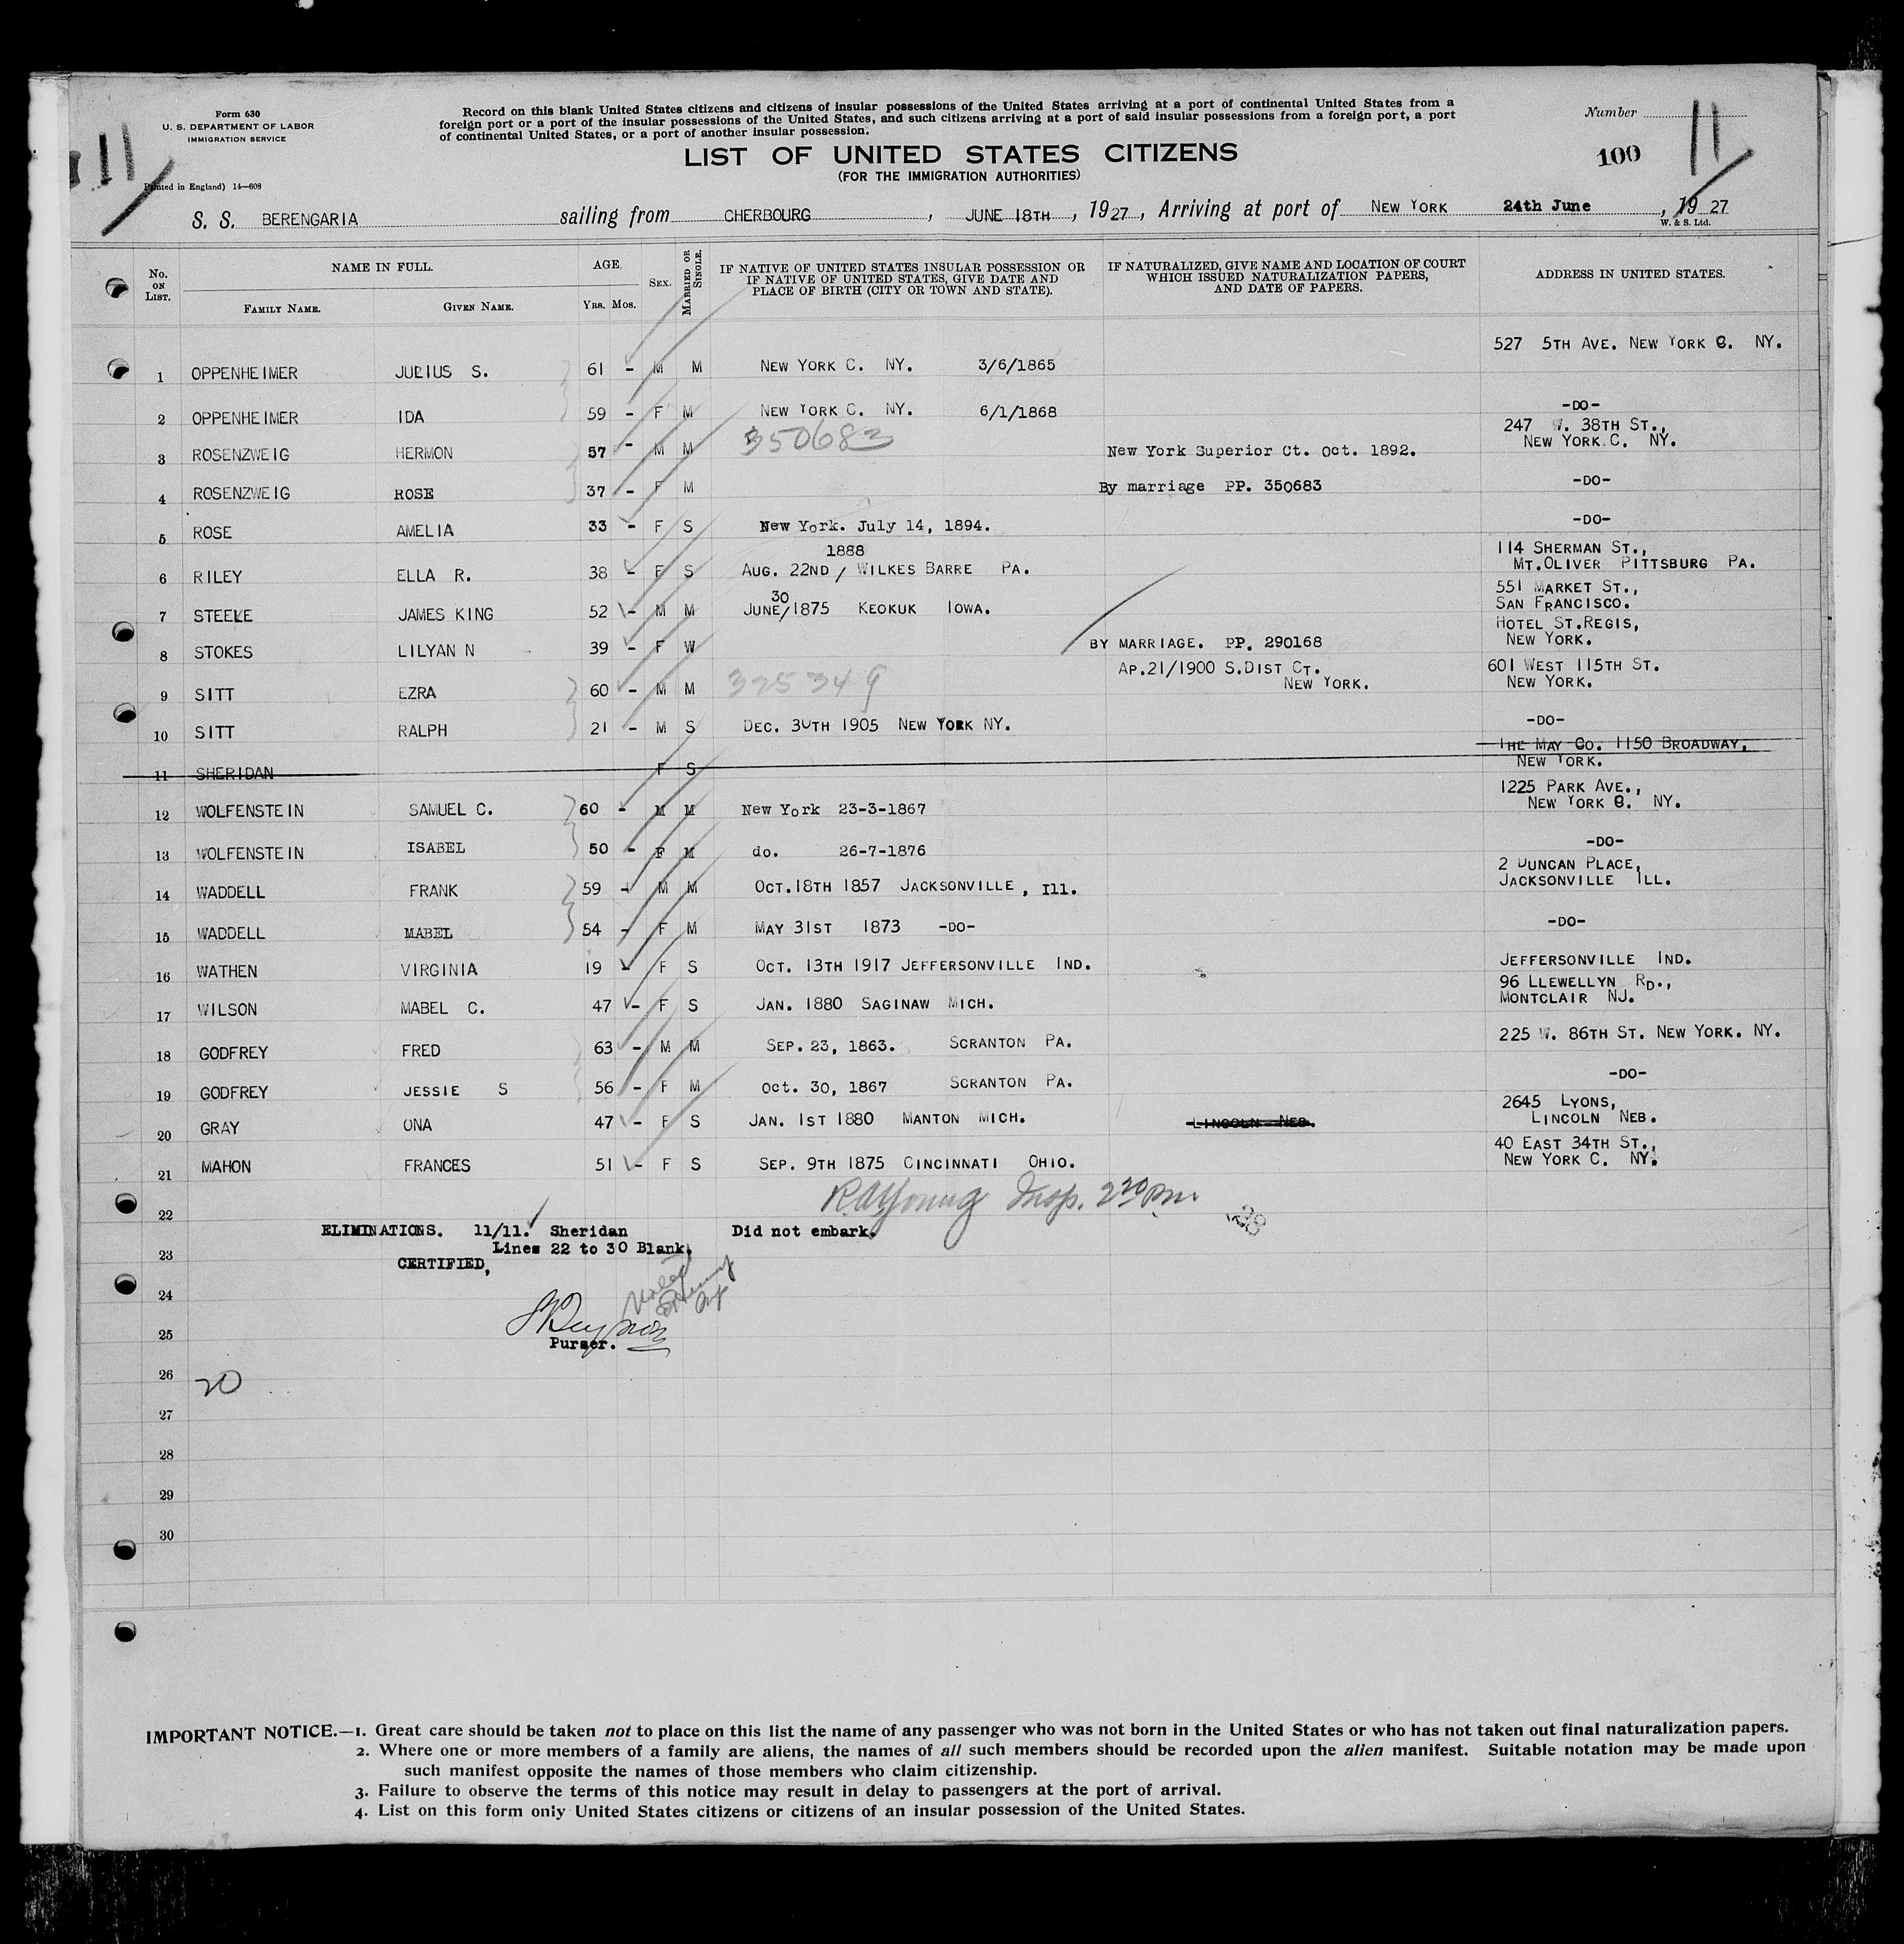 Form 630
U. S. DEPARTMENT OF LABOR
IMMIGRATION SERVICE
Printed in England) 14—608
11
Record on this blank United States citizens and citizens of insular possessions of the United States arriving at a port of continental United States from a
foreign port or a port of the insular possessions of the United States, and such citizens arriving at a port of said insular possessions from a foreign port, a port
of continental United States, or a port of another insular possession.
Number
11
100
LIST OF UNITED STATES CITIZENS
(FOR THE IMMIGRATION AUTHORITIES)
S. S. BERENGARIA sailing from CHERBOURG, JUNE 18TH, 1927, Arriving at port of NEW YORK 24th June, 19 27
W. & S. Ltd.
No. ON LIST. NAME IN FULL. FAMILY NAME. GIVEN NAME. AGE. YRS. MOS. SEX. MARRIED OR SINGLE. IF NATIVE OF UNITED STATES INSULAR POSSESSION OR IF NATIVE OF UNITED STATES, GIVE DATE AND PLACE OF BIRTH (CITY OR TOWN AND STATE). IF NATURALIZED, GIVE NAME AND LOCATION OF COURT WHICH ISSUED NATURALIZATION PAPERS, AND DATE OF PAPERS. ADDRESS IN UNITED STATES.
1 OPPENHEIMER JULIUS S. 61 - M M NEW YORK C. NY. 3/6/1865 527 5TH AVE. NEW YORK C. NY.
2 OPPENHEIMER IDA 59 - F M NEW YORK C. NY. 6/1/1868 -DO-
350683
3 ROSENZWEIG HERMON 57 - M M New York Superior Ct. Oct. 1892. 247 W. 38TH ST., NEW YORK C. NY.
4 ROSENZWEIG ROSE 37 - F M By marriage PP. 350683 -DO-
5 ROSE AMELIA 33 - F S New York. July 14, 1894. -DO-
6 RILEY ELLA R. 38 - F S AUG. 22ND / 1888 WILKES BARRE PA. 114 SHERMAN ST., MT.OLIVER PITTSBURG PA.
7 STEELE JAMES KING 52 - M M JUNE 30/1875 KEOKUK IOWA. 551 MARKET ST., SAN FRANCISCO.
8 STOKES LILYAN N 39 - F W BY MARRIAGE. PP. 290168 HOTEL ST.REGIS, NEW YORK.
9 SITT EZRA 60 - M M 325349 AP.21/1900 S.DIST CT. NEW YORK. 601 WEST 115TH ST. NEW YORK.
10 SITT RALPH 21 - M S DEC. 30TH 1905 NEW YORK NY. -DO-
11 SHERIDAN F S THE MAY CO. 1150 BROADWAY, NEW YORK.
12 WOLFENSTEIN SAMUEL C. 60 - M M New York 23-3-1867 1225 PARK AVE., NEW YORK C. NY.
13 WOLFENSTEIN ISABEL 50 - F M do. 26-7-1876 -DO-
14 WADDELL FRANK 59 - M M OCT.18TH 1857 JACKSONVILLE, Ill. 2 DUNCAN PLACE, JACKSONVILLE ILL.
15 WADDELL MABEL 54 - F M MAY 31ST 1873 -DO- -DO-
16 WATHEN VIRGINIA 19 - F S OCT. 13TH 1917 JEFFERSONVILLE IND. JEFFERSONVILLE IND.
17 WILSON MABEL C. 47 - F S JAN. 1880 SAGINAW MICH. 96 LLEWELLYN RD., MONTCLAIR NJ.
18 GODFREY FRED 63 - M M SEP. 23, 1863. SCRANTON PA. 225 W. 86TH ST. NEW YORK. NY.
19 GODFREY JESSIE S 56 - F M Oct. 30, 1867 SCRANTON PA. -DO-
20 GRAY ONA 47 - F S JAN. 1ST 1880 MANTON MICH. LINCOLN NEB. 2645 LYONS, LINCOLN NEB.
21 MAHON FRANCES 51 - F S SEP. 9TH 1875 CINCINNATI OHIO. 40 EAST 34TH ST., NEW YORK C. NY.
R A Young Insp. 2 20 pm
22
ELIMINATIONS. 11/11. Sheridan Did not embark.
Lines 22 to 30 Blank.
23
CERTIFIED,
24
25
Purser.
26
20
27
28
29
30
IMPORTANT NOTICE.—1. Great care should be taken not to place on this list the name of any passenger who was not born in the United States or who has not taken out final naturalization papers.
2. Where one or more members of a family are aliens, the names of all such members should be recorded upon the alien manifest. Suitable notation may be made upon
such manifest opposite the names of those members who claim citizenship.
3. Failure to observe the terms of this notice may result in delay to passengers at the port of arrival.
4. List on this form only United States citizens or citizens of an insular possession of the United States.